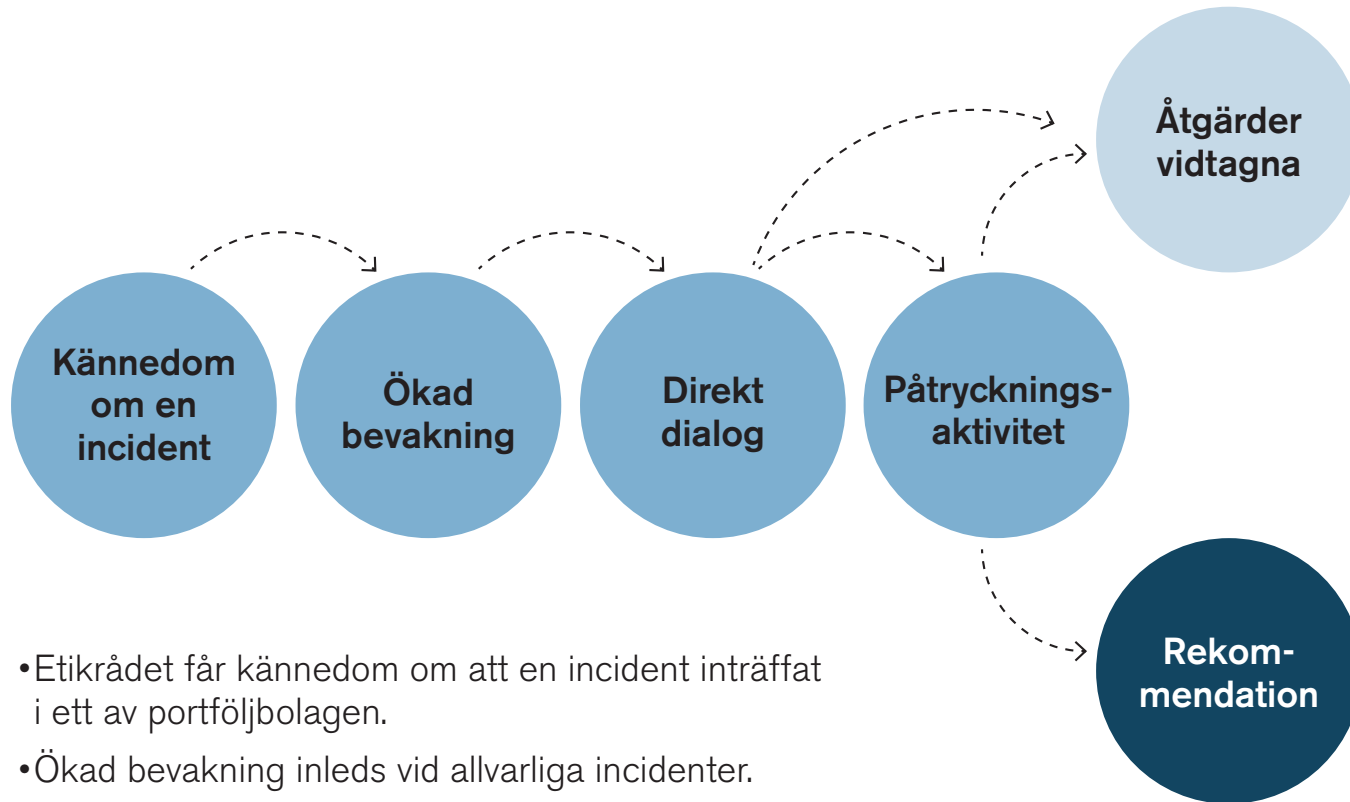 Åtgärder
vidtagna
Kännedom
om en
incident
Ökad
bevakning
Direkt
dialog
Påtrycknings-
aktivitet
Rekom-
mendation
•Etikrådet får kännedom om att en incident inträffat
i ett av portföljbolagen.
•Ökad bevakning inleds vid allvarliga incidenter.